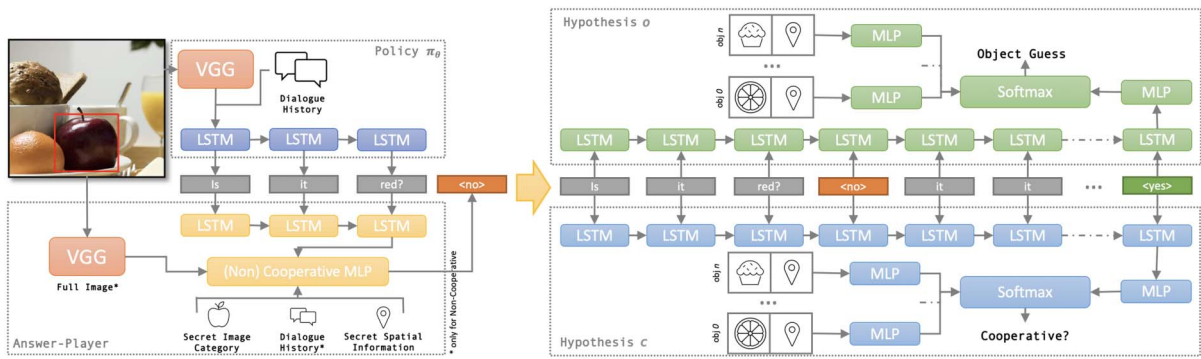 Policy πθ
VGG
Dialogue
History
LSTM
LSTM
LSTM
Is
it
red?
<no>
LSTM
LSTM
LSTM
VGG
Full Image*
(Non) Cooperative MLP
Secret Image
Category
Dialogue
History*
Secret Spatial
Information
Answer-Player
* only for Non-Cooperative
Hypothesis o
obj n
MLP
...
obj 0
MLP
Object Guess
Softmax
MLP
LSTM
LSTM
LSTM
LSTM
LSTM
LSTM
LSTM
Is
it
red?
<no>
it
it
...
<yes>
LSTM
LSTM
LSTM
LSTM
LSTM
LSTM
LSTM
obj n
MLP
...
obj 0
MLP
Softmax
MLP
Cooperative?
Hypothesis c